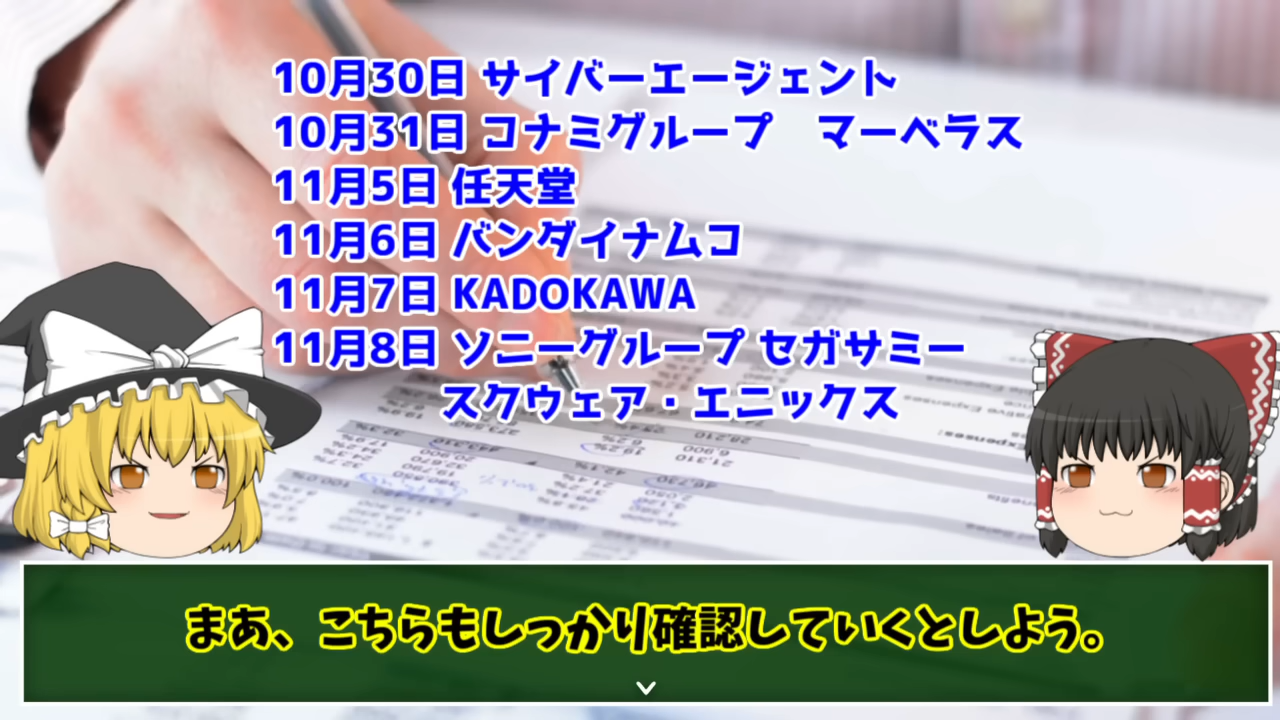 10月30日 サイバーエージェント
10月31日 コナミグループ　マーベラス
11月5日 任天堂
11月6日 バンダイナムコ
11月7日 KADOKAWA
11月8日 ソニーグループ セガサミー
スクウェア・エニックス
まあ、こちらもしっかり確認していくとしよう。